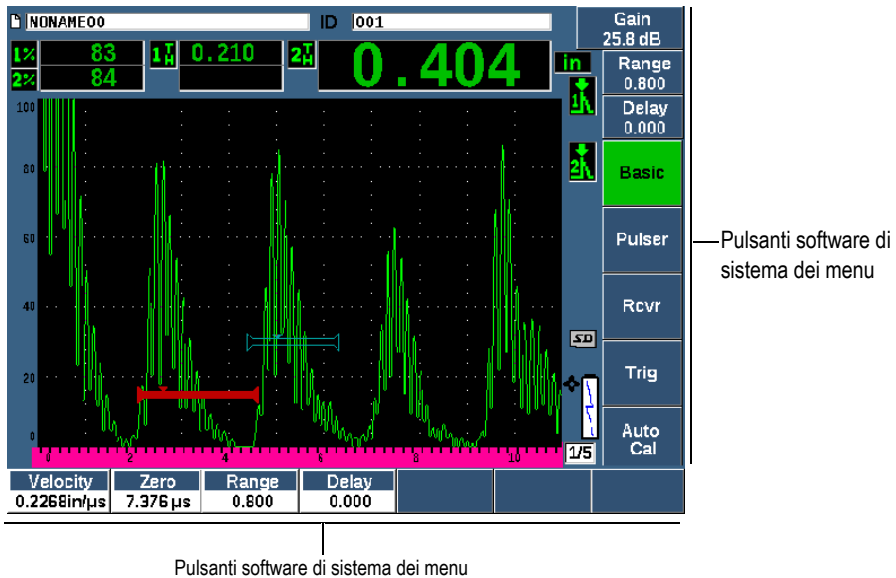 NONAME00 ID 001
Gain
25.8 dB
1% 83 1TH 0.210 2TH 0.404 in
2% 84
Range
0.800
Delay
0.000
1
2
Basic
Pulser
Rcvr
Trig
Auto
Cal
SD
1/5
100
80
60
40
20
0
0 2 4 6 8 10
Velocity Zero Range Delay
0.2268in/µs 7.376 µs 0.800 0.000
Pulsanti software di
sistema dei menu
Pulsanti software di sistema dei menu